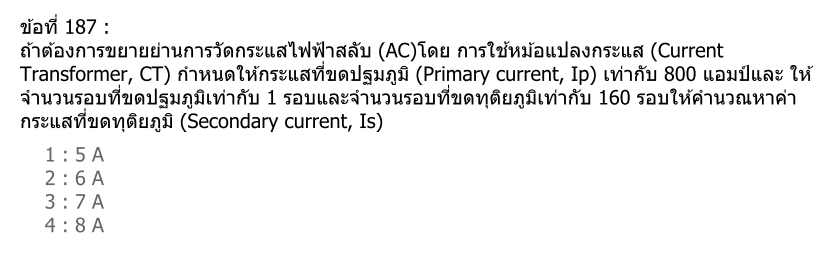 ข้อที่ 187 :
ถ้าต้องการขยายย่านการวัดกระแสไฟฟ้าสลับ (AC)โดย การใช้หม้อแปลงกระแส (Current
Transformer, CT) กำหนดให้กระแสที่ขดปฐมภูมิ (Primary current, Ip) เท่ากับ 800 แอมป์และ ให้
จำนวนรอบที่ขดปฐมภูมิเท่ากับ 1 รอบและจำนวนรอบที่ขดทุติยภูมิเท่ากับ 160 รอบให้คำนวณหาค่า
กระแสที่ขดทุติยภูมิ (Secondary current, Is)
1 : 5 A
2 : 6 A
3 : 7 A
4 : 8 A